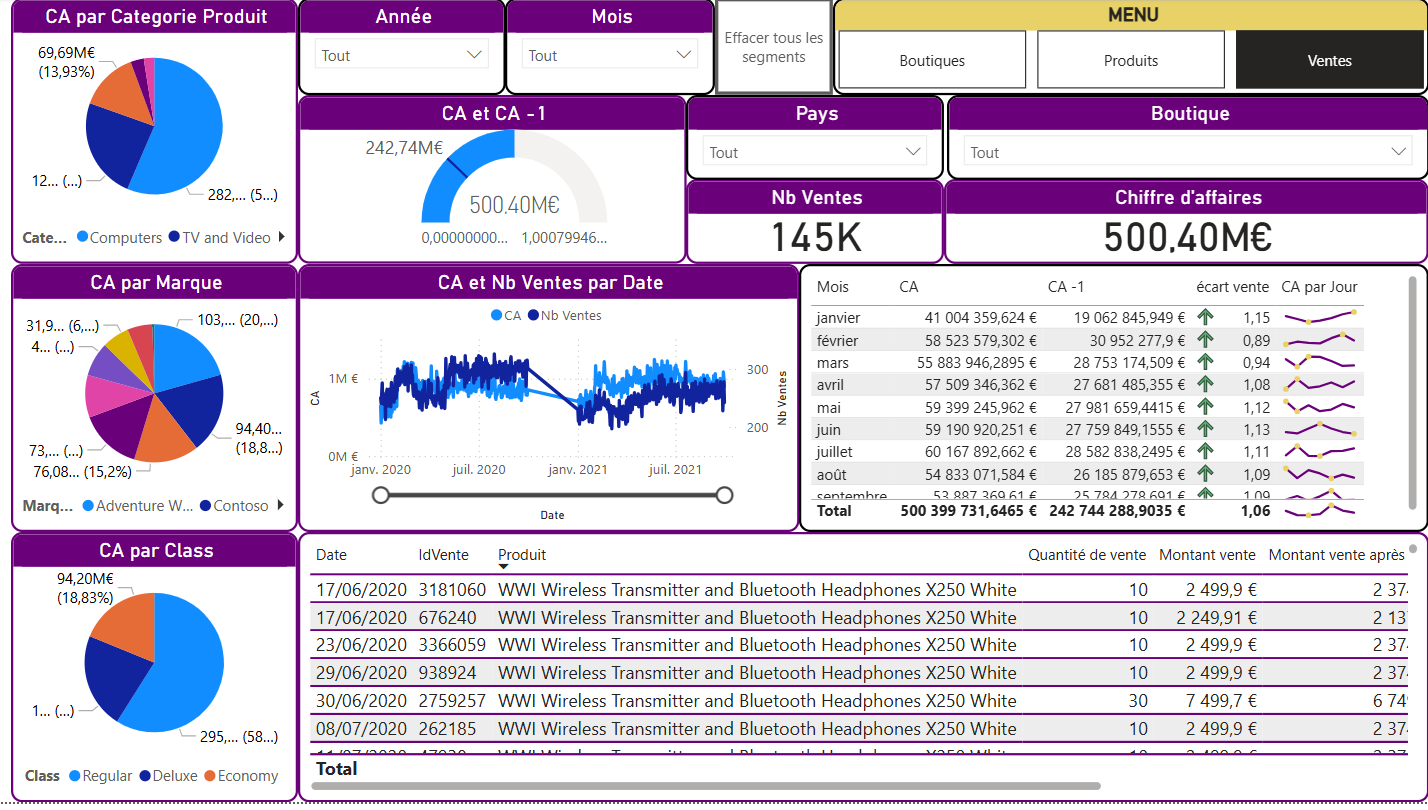 CA par Categorie Produit
69,69M€
(13,93%)
12... (...)
282,... (5...)
Cate... Computers TV and Video
Année
Tout
Mois
Tout
Effacer tous les
segments
MENU
Boutiques
Produits
Ventes
CA et CA -1
242,74M€
500,40M€
0,00000000... 1,00079946...
Pays
Tout
Boutique
Tout
Nb Ventes
145K
Chiffre d'affaires
500,40M€
CA par Marque
31,9... (6,...)
103,... (20,...)
4... (...)
94,40...
(18,8...)
73,... (...)
76,08... (15,2%)
Marq... Adventure W... Contoso
CA et Nb Ventes par Date
CA Nb Ventes
CA
1M €
0M €
300
200
Nb Ventes
janv. 2020 juil. 2020 janv. 2021 juil. 2021
Date
Mois CA CA -1 écart vente CA par Jour
janvier 41 004 359,624 € 19 062 845,949 € 1,15
février 58 523 579,302 € 30 952 277,9 € 0,89
mars 55 883 946,2895 € 28 753 174,509 € 0,94
avril 57 509 346,362 € 27 681 485,355 € 1,08
mai 59 399 245,962 € 27 981 659,4415 € 1,12
juin 59 190 920,251 € 27 759 849,1555 € 1,13
juillet 60 167 892,662 € 28 582 838,2495 € 1,11
août 54 833 071,584 € 26 185 879,653 € 1,09
septembre 53 887 369,61 € 25 784 278,691 € 1,09
Total 500 399 731,6465 € 242 744 288,9035 € 1,06
CA par Class
94,20M€
(18,83%)
1... (...)
295,... (58...)
Class Regular Deluxe Economy
Date IdVente Produit Quantité de vente Montant vente Montant vente après
17/06/2020 3181060 WWI Wireless Transmitter and Bluetooth Headphones X250 White 10 2 499,9 € 2 374
17/06/2020 676240 WWI Wireless Transmitter and Bluetooth Headphones X250 White 10 2 249,91 € 2 137
23/06/2020 3366059 WWI Wireless Transmitter and Bluetooth Headphones X250 White 10 2 499,9 € 2 374
29/06/2020 938924 WWI Wireless Transmitter and Bluetooth Headphones X250 White 10 2 499,9 € 2 374
30/06/2020 2759257 WWI Wireless Transmitter and Bluetooth Headphones X250 White 30 7 499,7 € 6 749
08/07/2020 262185 WWI Wireless Transmitter and Bluetooth Headphones X250 White 10 2 499,9 € 2 374
Total